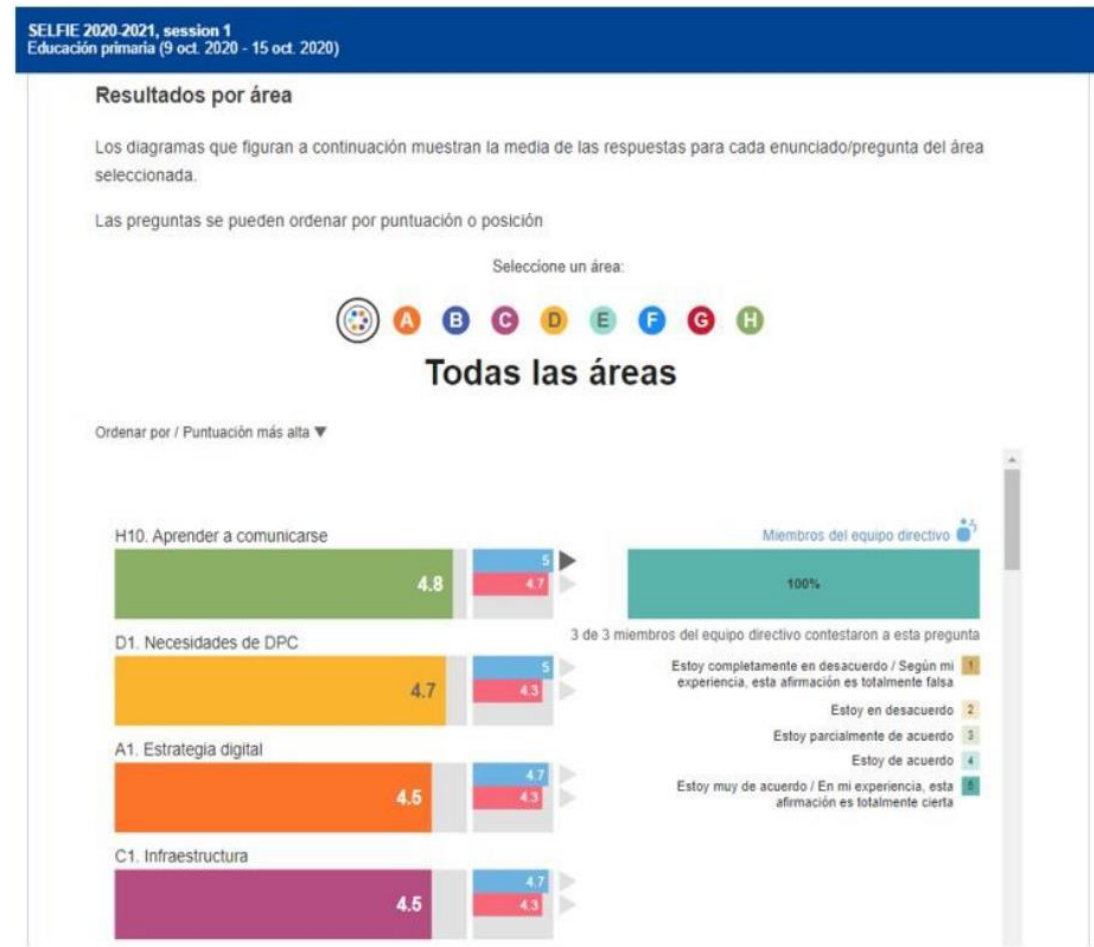 SELFIE 2020-2021, session 1
Educación primaria (9 oct. 2020 - 15 oct. 2020)
Resultados por área
Los diagramas que figuran a continuación muestran la media de las respuestas para cada enunciado/pregunta del área
seleccionada.
Las preguntas se pueden ordenar por puntuación o posición
Seleccione un área:
A B C D E F G H
Todas las áreas
Ordenar por / Puntuación más alta ▼
H10. Aprender a comunicarse
4.8
5
4.7
D1. Necesidades de DPC
4.7
5
4.3
A1. Estrategia digital
4.5
4.7
4.3
C1. Infraestructura
4.5
4.7
4.3
Miembros del equipo directivo
100%
3 de 3 miembros del equipo directivo contestaron a esta pregunta
Estoy completamente en desacuerdo / Según mi 1
experiencia, esta afirmación es totalmente falsa
Estoy en desacuerdo 2
Estoy parcialmente de acuerdo 3
Estoy de acuerdo 4
Estoy muy de acuerdo / En mi experiencia, esta 5
afirmación es totalmente cierta